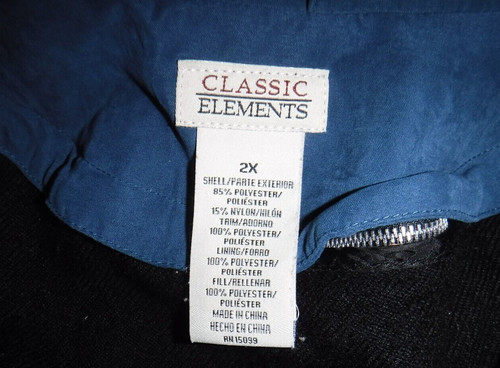 CLASSIC
ELEMENTS
2X
SHELL/PARTE EXTERIOR
85% POLYESTER/
POLIÉSTER
15% NYLON/NILÓN
TRIM/ADORNO
100% POLYESTER/
POLIÉSTER
LINING/FORRO
100% POLYESTER/
POLIÉSTER
FILL/RELLENAR
100% POLYESTER/
POLIÉSTER
MADE IN CHINA
HECHO EN CHINA
RN15099